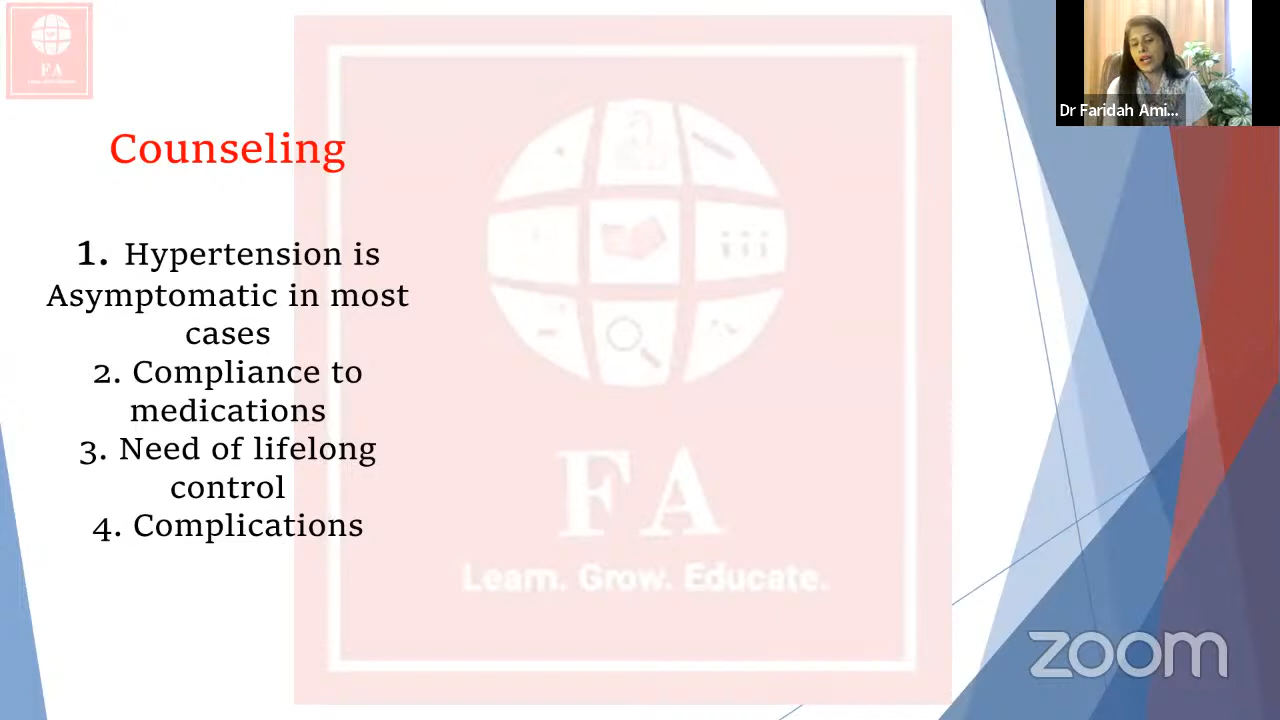 FA
Dr Faridah Ami...
Counseling
1. Hypertension is
Asymptomatic in most
cases
2. Compliance to
medications
3. Need of lifelong
control
4. Complications
FA
Learn. Grow. Educate.
zoom